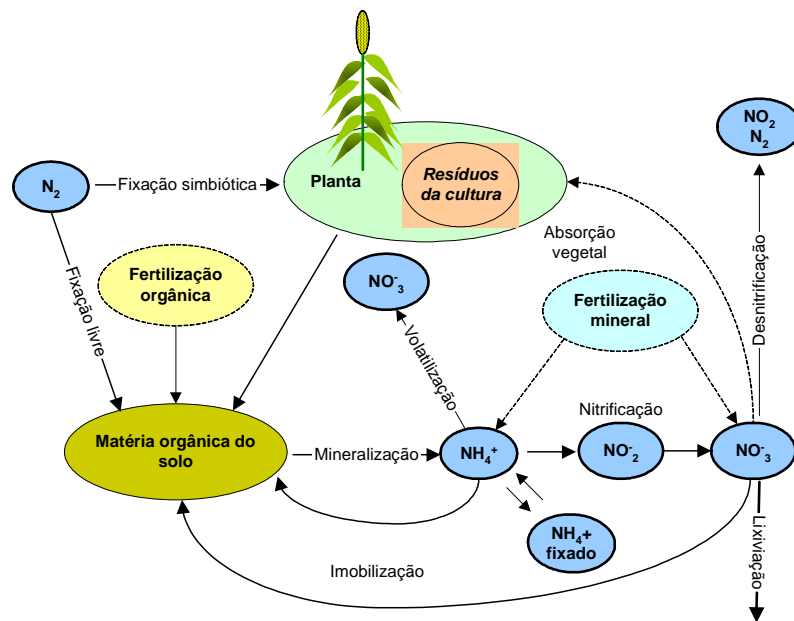 NO₂
N₂
N₂
Fixação simbiótica
Planta
Resíduos
da cultura
Absorção
vegetal
Desnitrificação
Fixação livre
Fertilização
orgânica
NO⁻₃
Fertilização
mineral
Volatilização
Nitrificação
Matéria orgânica do
solo
Mineralização
NH₄⁺
NO⁻₂
NO⁻₃
NH₄+
fixado
Imobilização
Lixviação